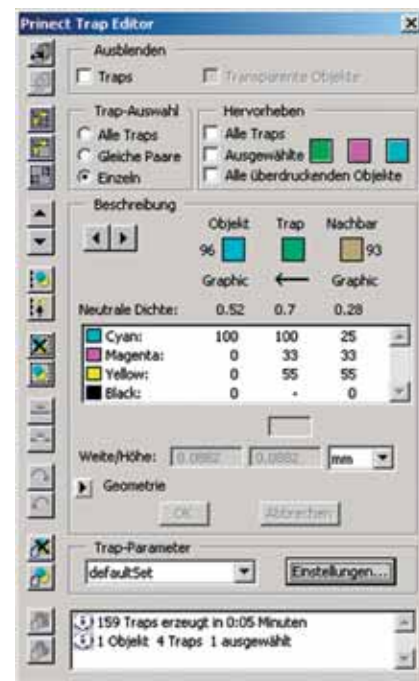 Prinect Trap Editor
Ausblenden
Traps
Transparente Objekte
Trap-Auswahl
Alle Traps
Gleiche Paare
Einzeln
Hervorheben
Alle Traps
Ausgewählte
Alle überdruckenden Objekte
Beschreibung
Objekt Trap Nachbar
96 93
Graphic Graphic
Neutrale Dichte: 0.52 0.7 0.28
Cyan: 100 100 25
Magenta: 0 33 33
Yellow: 0 55 55
Black: 0 - 0
Weite/Höhe: 0.0882 0.0882 mm
Geometrie
OK Abbrechen
Trap-Parameter
defaultSet Einstellungen...
159 Traps erzeugt in 0:05 Minuten
1 Objekt 4 Traps 1 ausgewählt